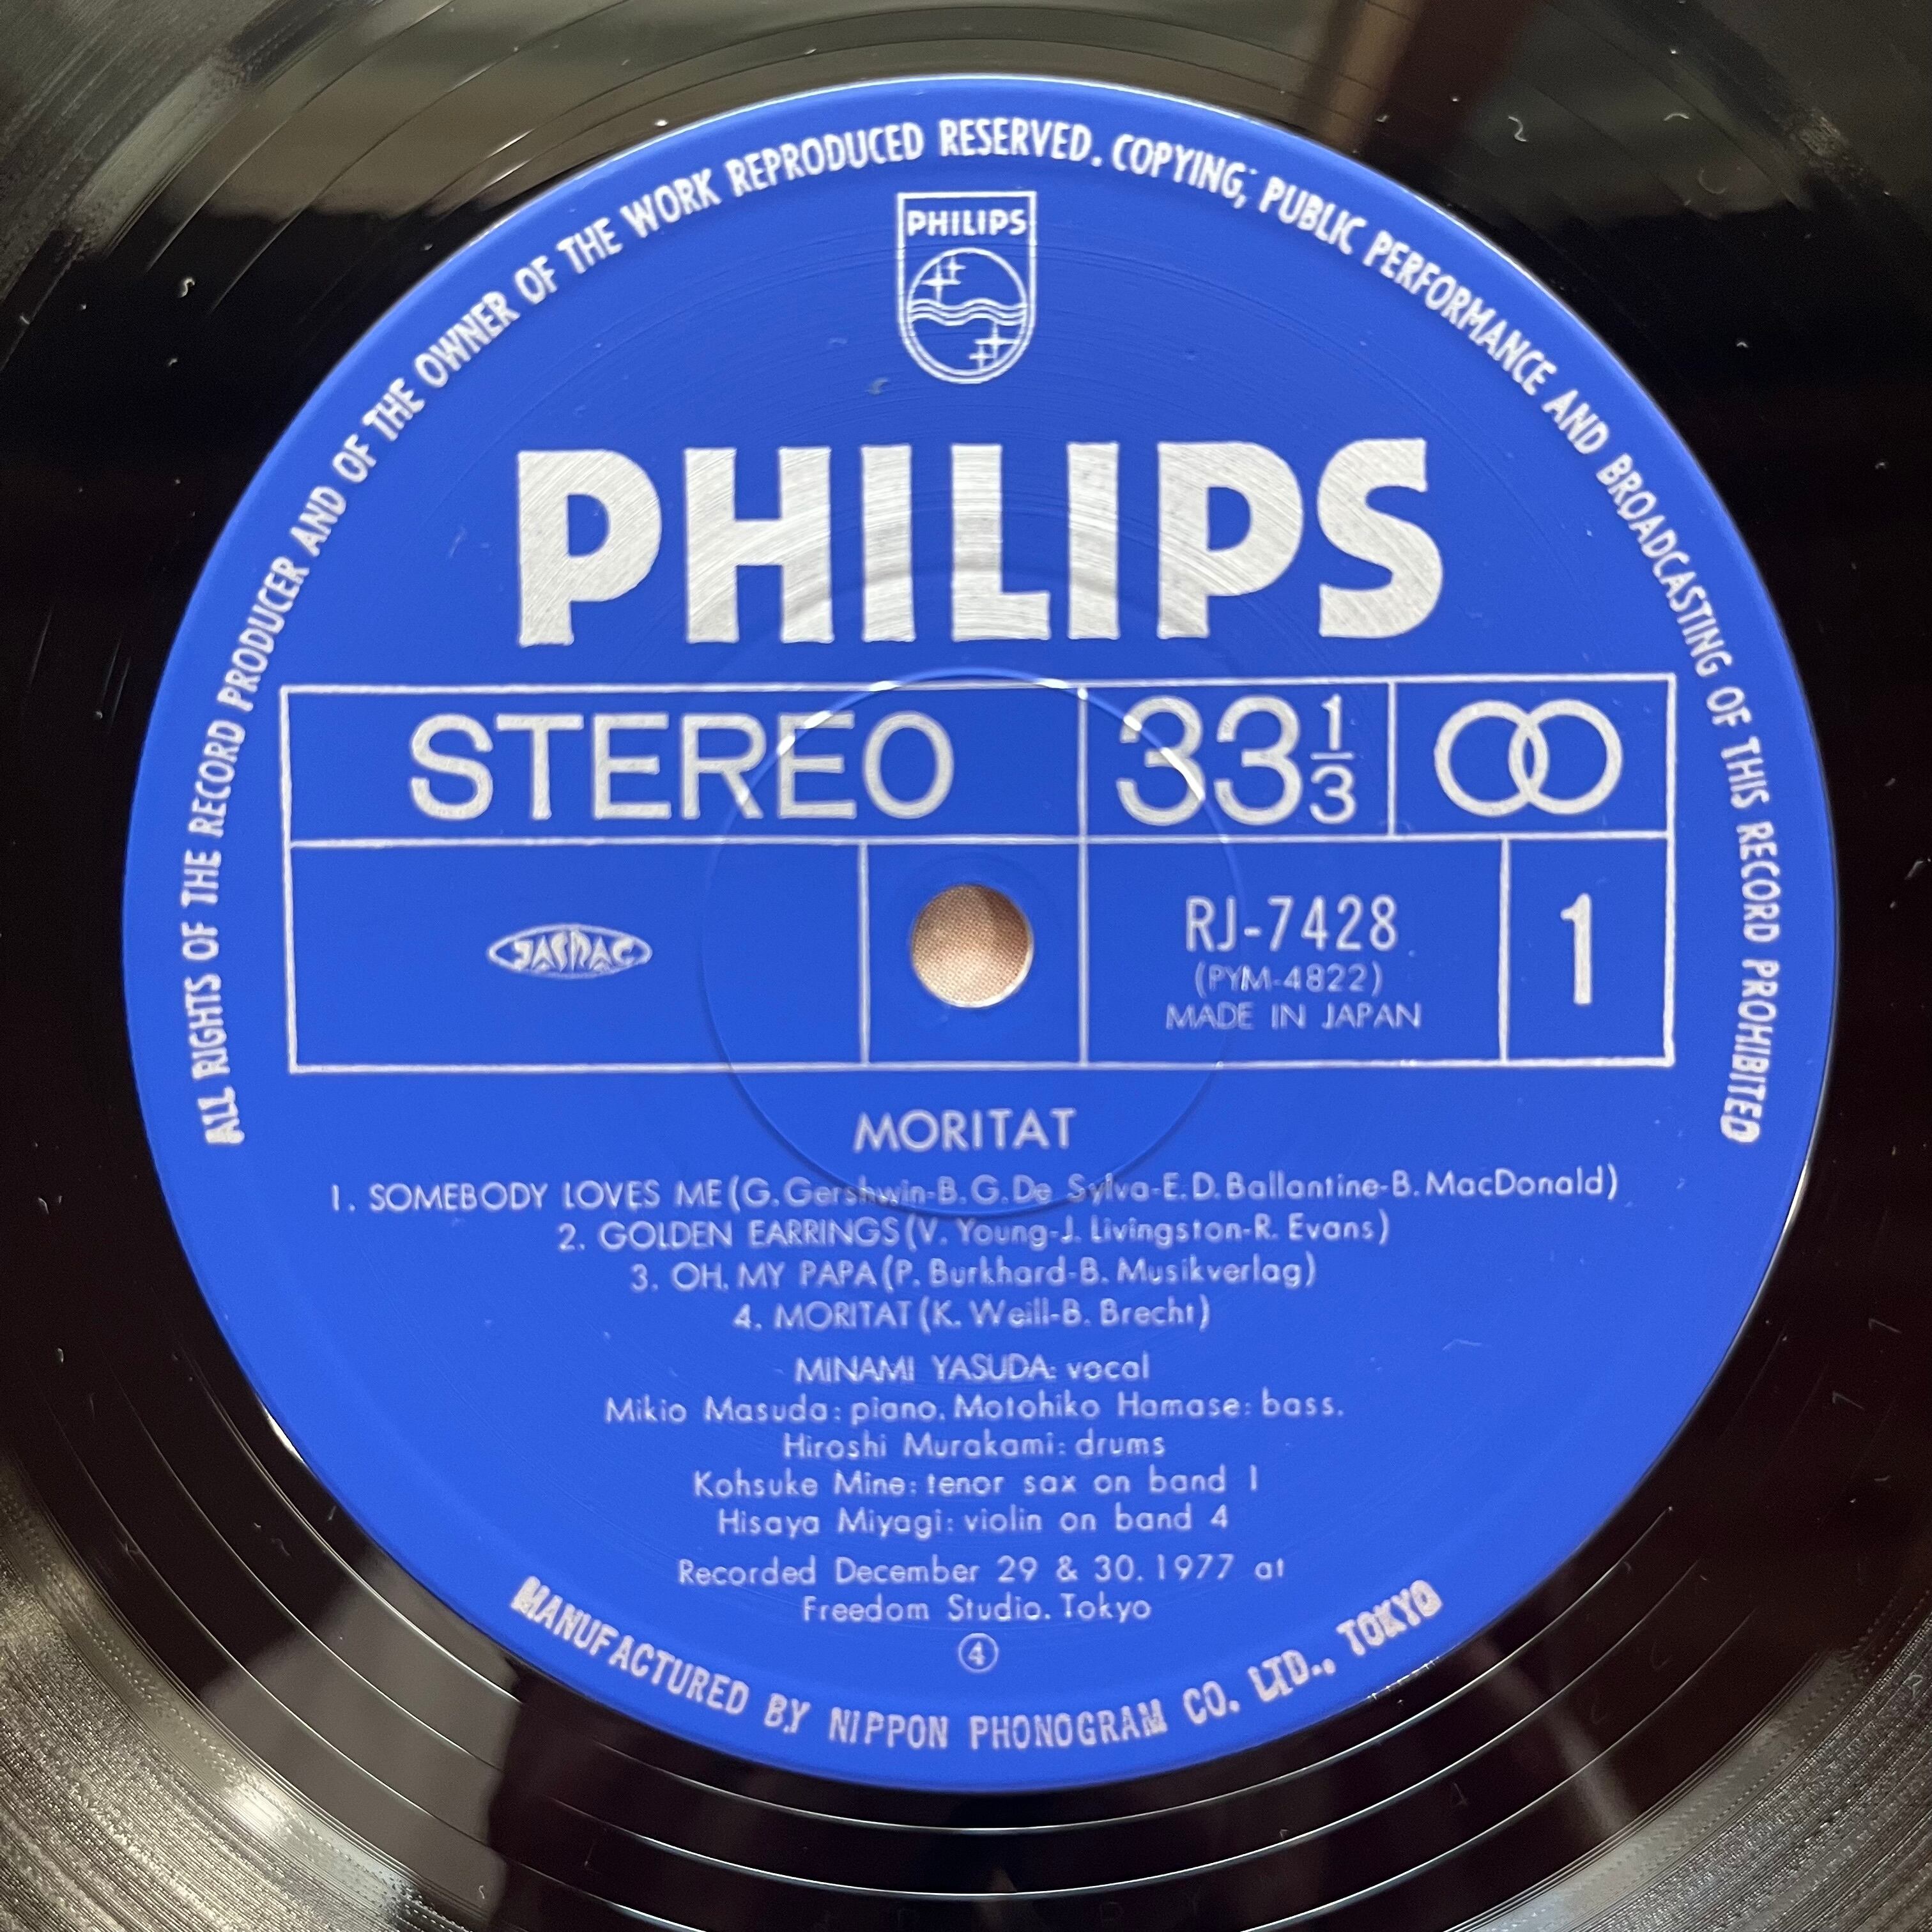 ALL RIGHTS OF THE RECORD PRODUCER AND OF THE OWNER OF THE WORK REPRODUCED RESERVED. COPYING, PUBLIC PERFORMANCE AND BROADCASTING OF THIS RECORD PROHIBITED
PHILIPS
PHILIPS
STEREO
33 1/3
JASRAC
RJ-7428
(PYM-4822)
MADE IN JAPAN
1
MORITAT
1. SOMEBODY LOVES ME (G. Gershwin-B. G. De Sylva-E. D. Ballantine-B. MacDonald)
2. GOLDEN EARRINGS (V. Young-J. Livingston-R. Evans)
3. OH, MY PAPA (P. Burkhard-B. Musikverlag)
4. MORITAT (K. Weill-B. Brecht)
MINAMI YASUDA: vocal
Mikio Masuda: piano, Motohiko Hamase: bass,
Hiroshi Murakami: drums
Kohsuke Mine: tenor sax on band 1
Hisaya Miyagi: violin on band 4
Recorded December 29 & 30, 1977 at
Freedom Studio, Tokyo
④
MANUFACTURED BY NIPPON PHONOGRAM CO. LTD., TOKYO